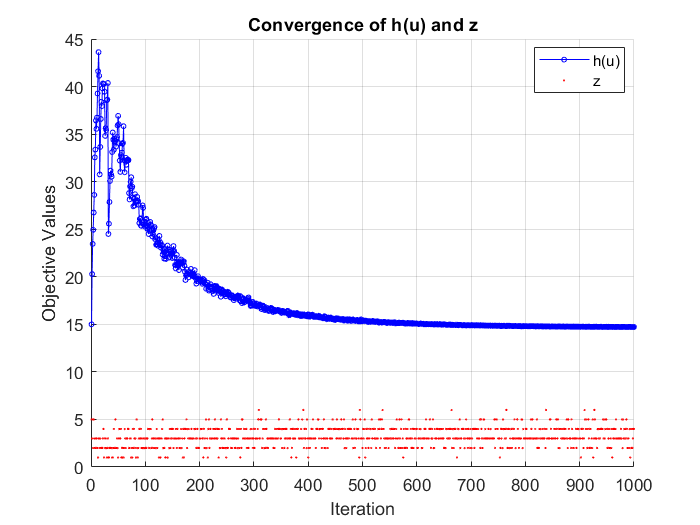 Convergence of h(u) and z
h(u)
z
45
40
35
30
25
20
15
10
5
0
Objective Values
0 100 200 300 400 500 600 700 800 900 1000
Iteration